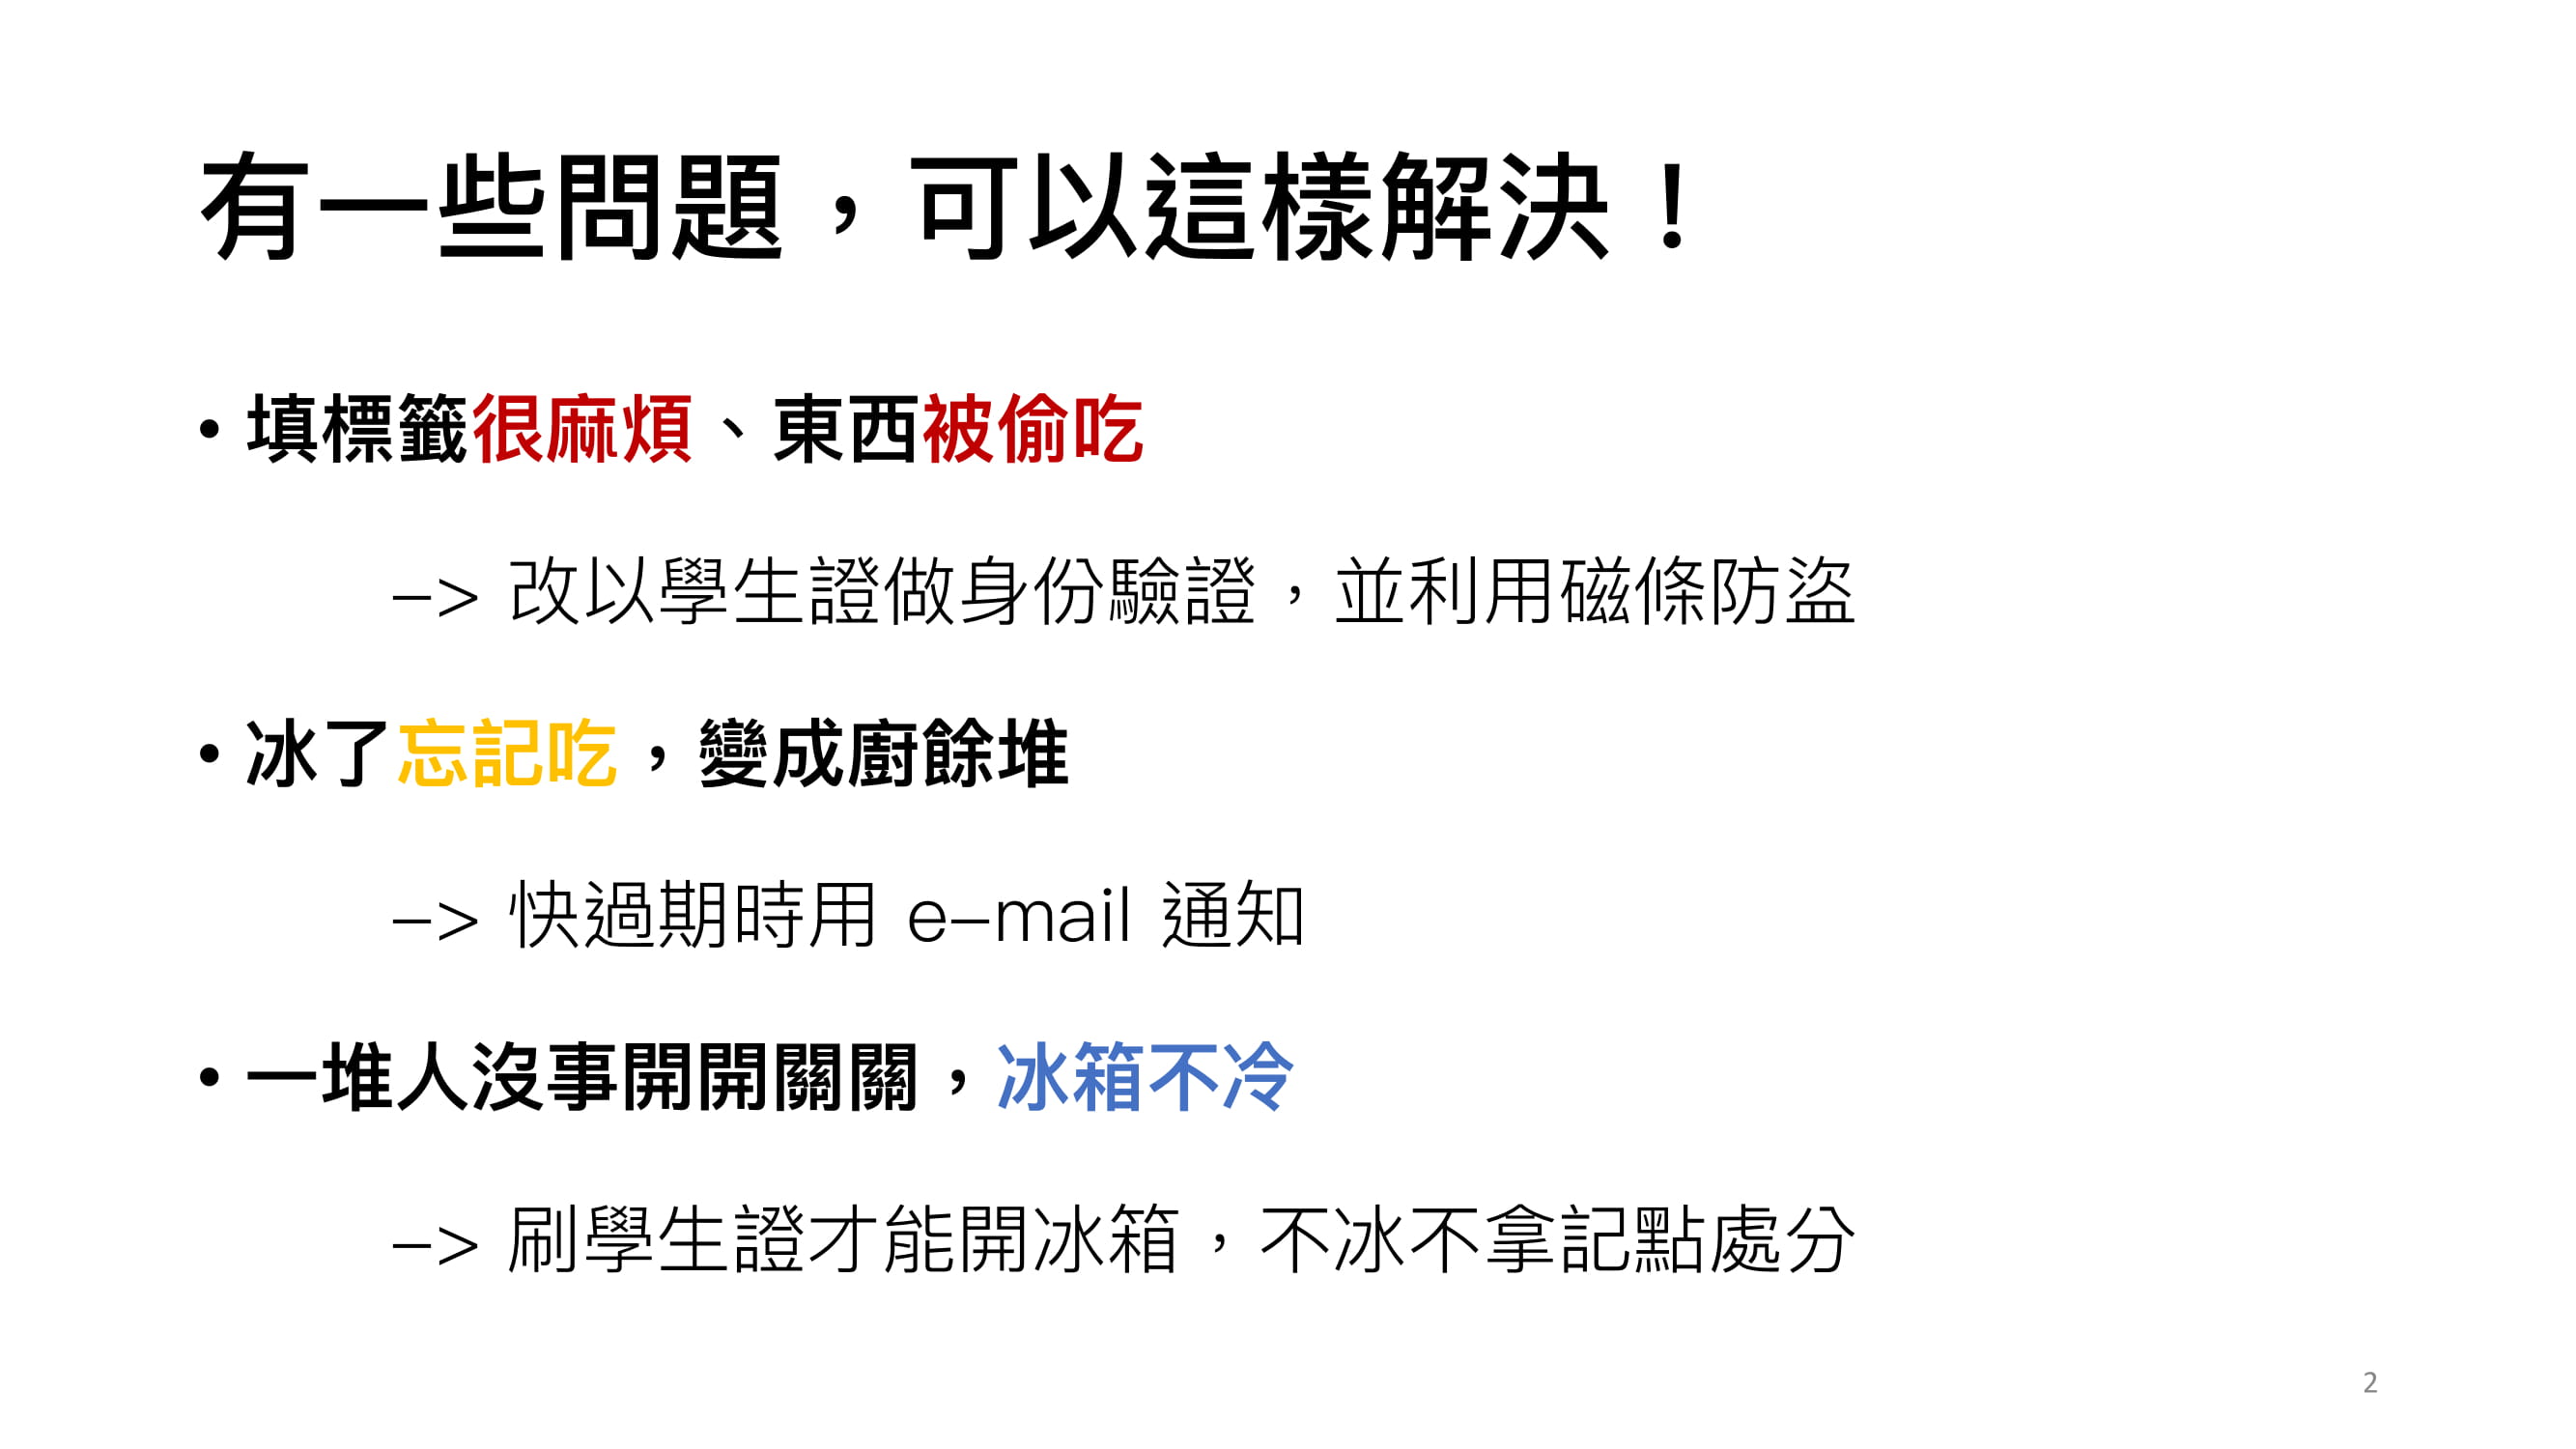 有一些問題，可以這樣解決！
• 填標籤很麻煩、東西被偷吃
–> 改以學生證做身份驗證，並利用磁條防盜
• 冰了忘記吃，變成廚餘堆
–> 快過期時用 e–mail 通知
• 一堆人沒事開開關關，冰箱不冷
–> 刷學生證才能開冰箱，不冰不拿記點處分
2